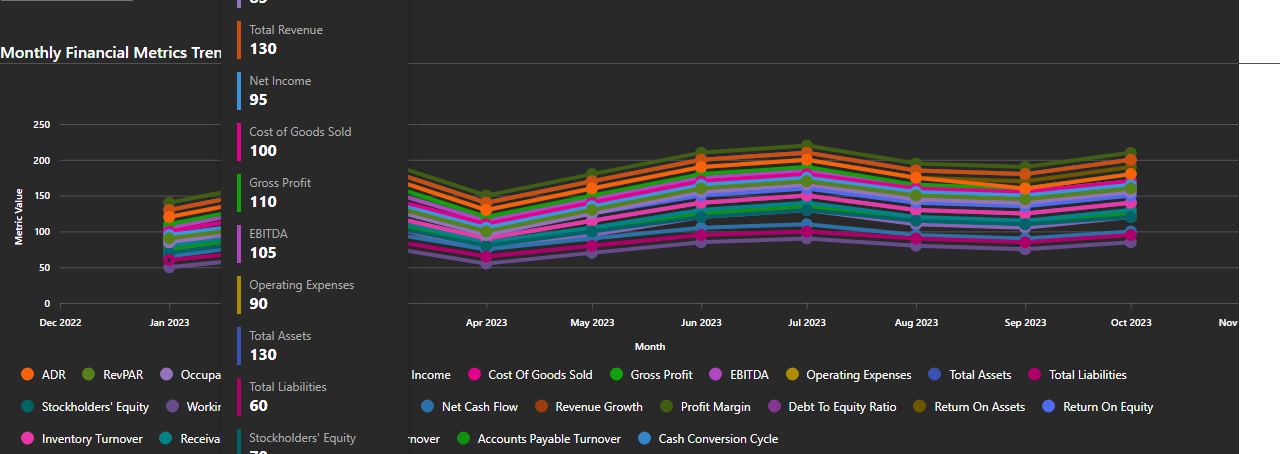 Total Revenue
130
Monthly Financial Metrics Tren
Net Income
95
Cost of Goods Sold
100
Gross Profit
110
EBITDA
105
Operating Expenses
90
Total Assets
130
Total Liabilities
60
Stockholders' Equity
250
200
150
100
50
0
Metric Value
Dec 2022 Jan 2023 Apr 2023 May 2023 Jun 2023 Jul 2023 Aug 2023 Sep 2023 Oct 2023 Nov
Month
ADR RevPAR Occupa Income Cost Of Goods Sold Gross Profit EBITDA Operating Expenses Total Assets Total Liabilities
Stockholders' Equity Workin Net Cash Flow Revenue Growth Profit Margin Debt To Equity Ratio Return On Assets Return On Equity
Inventory Turnover Receiva rnover Accounts Payable Turnover Cash Conversion Cycle